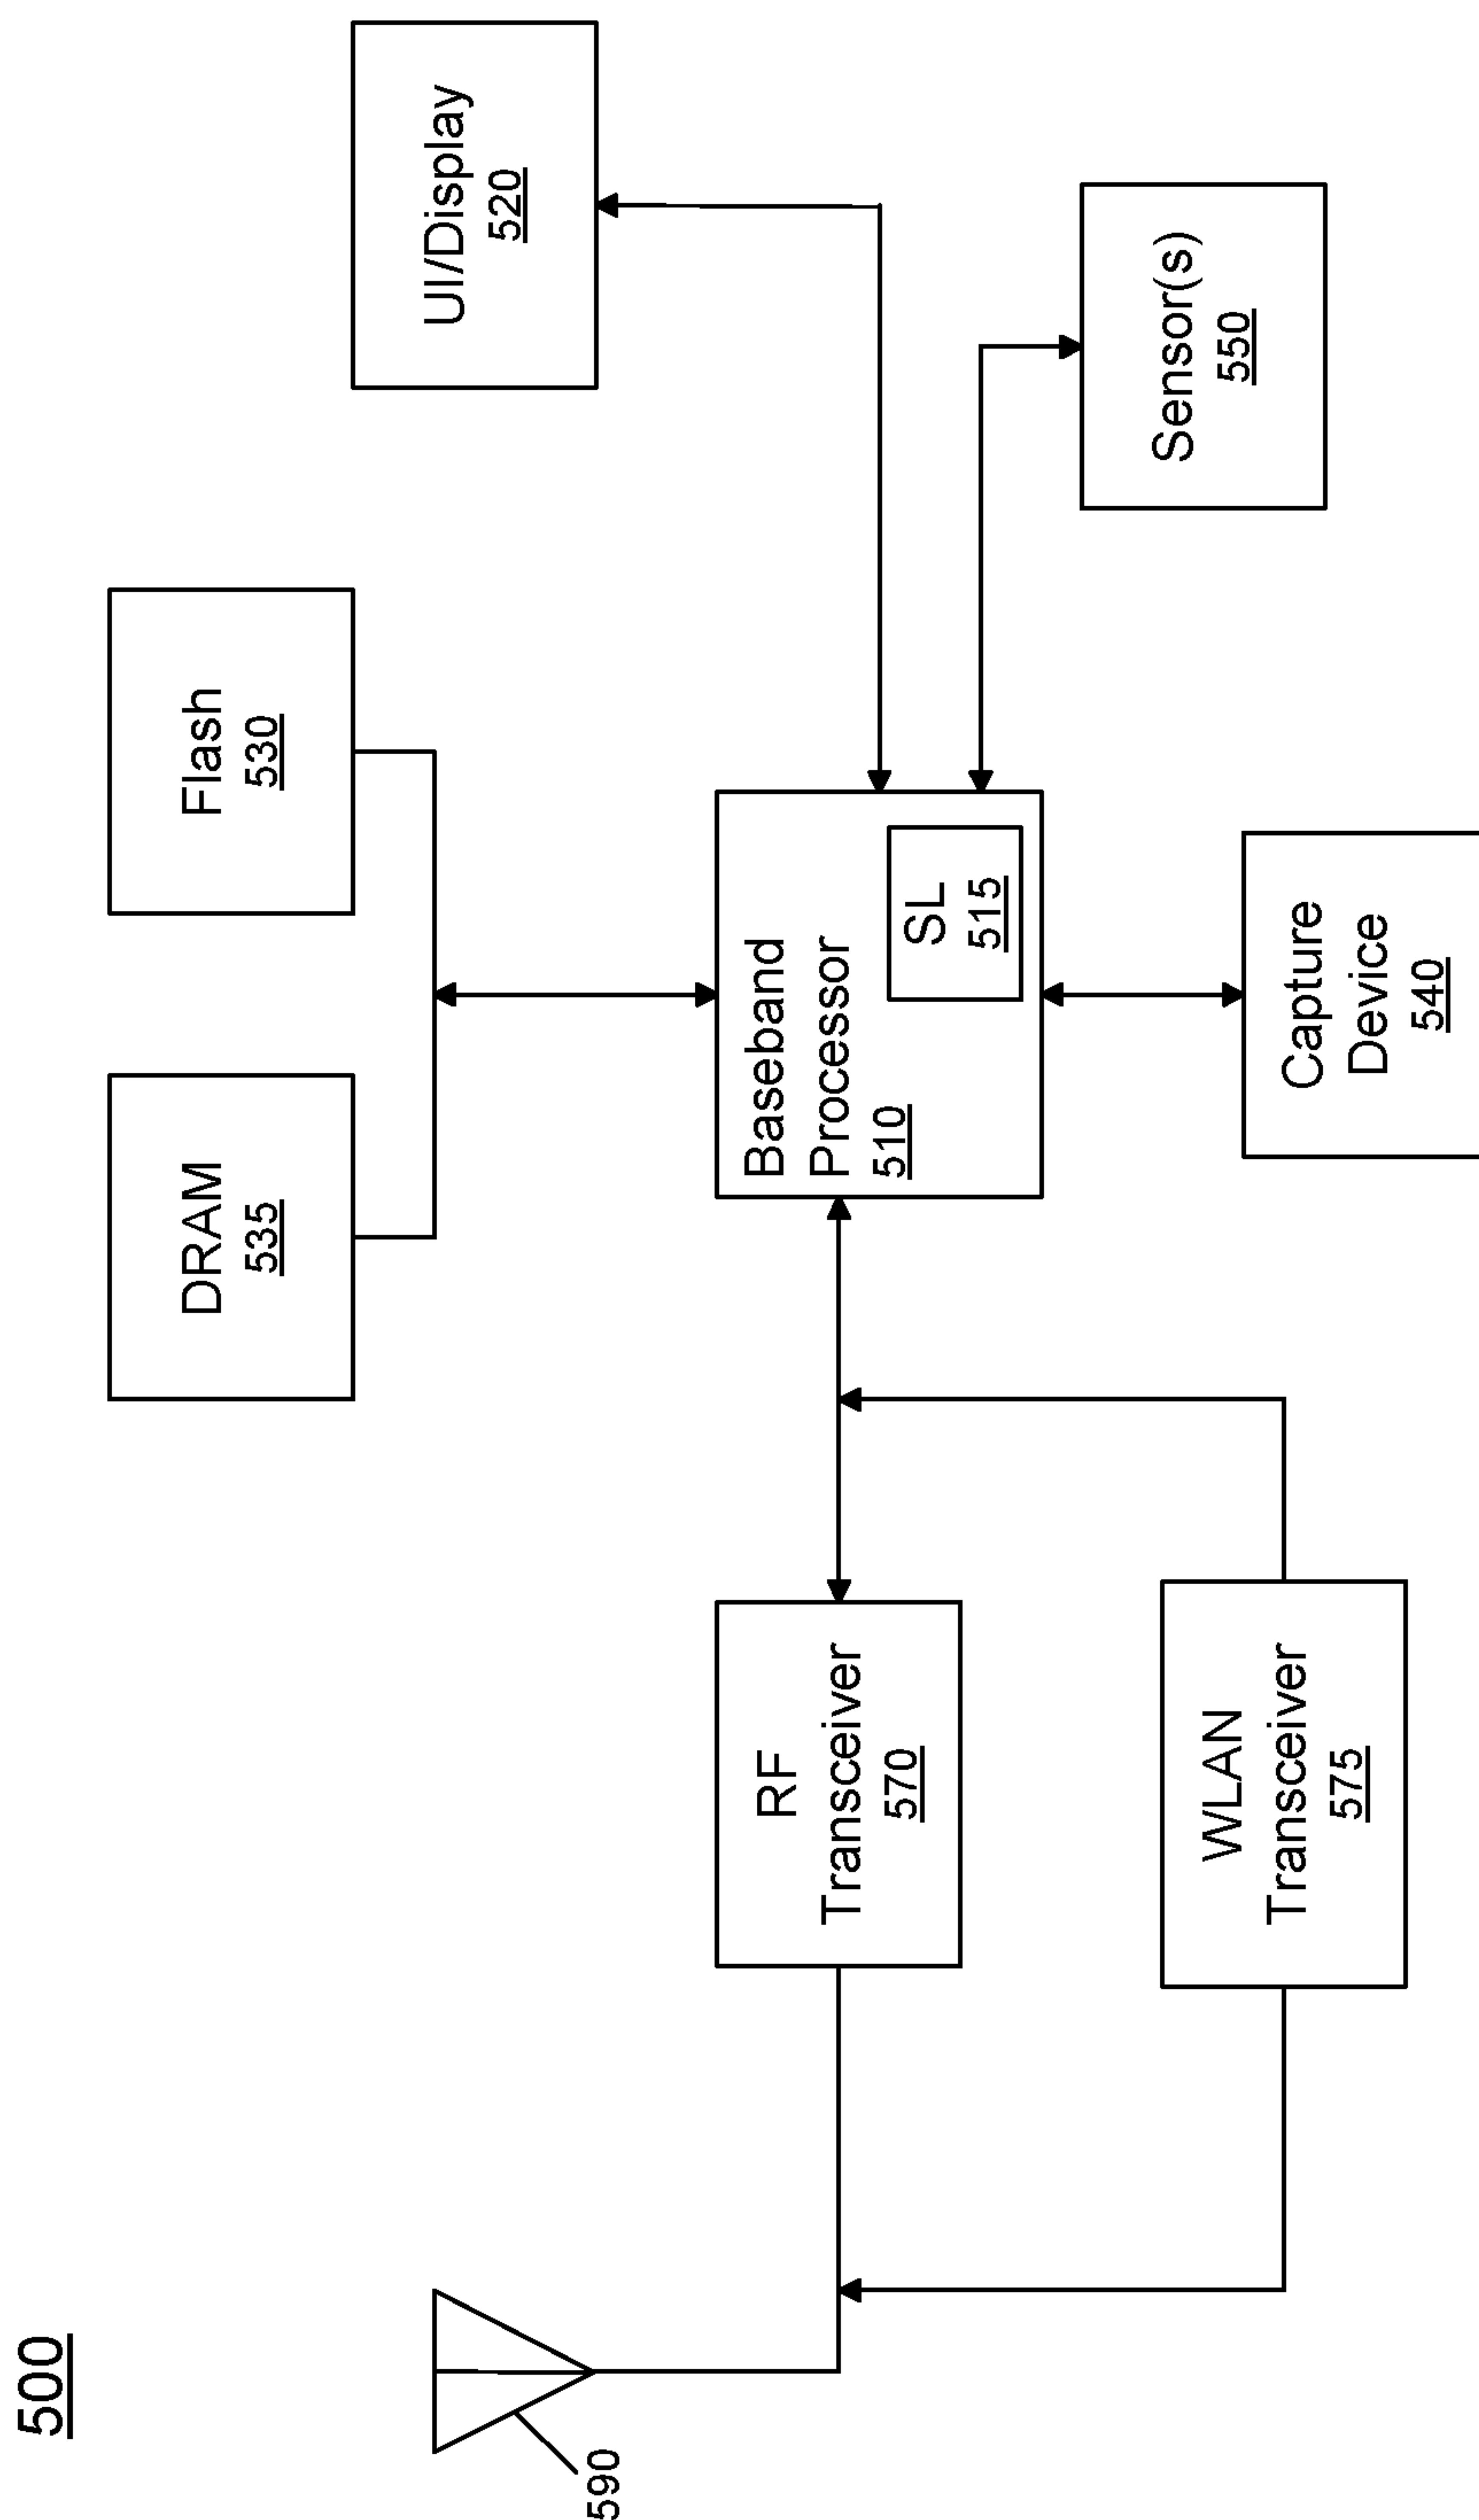 500
DRAM
535
Flash
530
UI/Display
520
590
RF
Transceiver
570
Baseband
Processor
510
SL
515
Sensor(s)
550
WLAN
Transceiver
575
Capture
Device
540